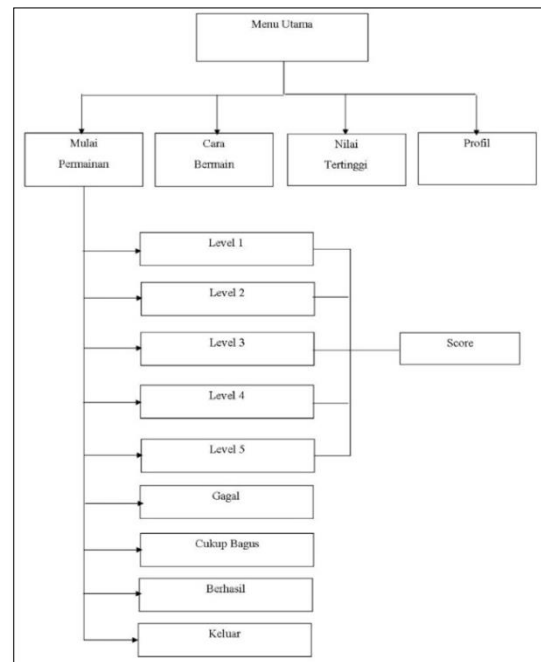 Menu Utama
Mulai
Permainan
Cara
Bermain
Nilai
Tertinggi
Profil
Level 1
Level 2
Level 3
Score
Level 4
Level 5
Gagal
Cukup Bagus
Berhasil
Keluar